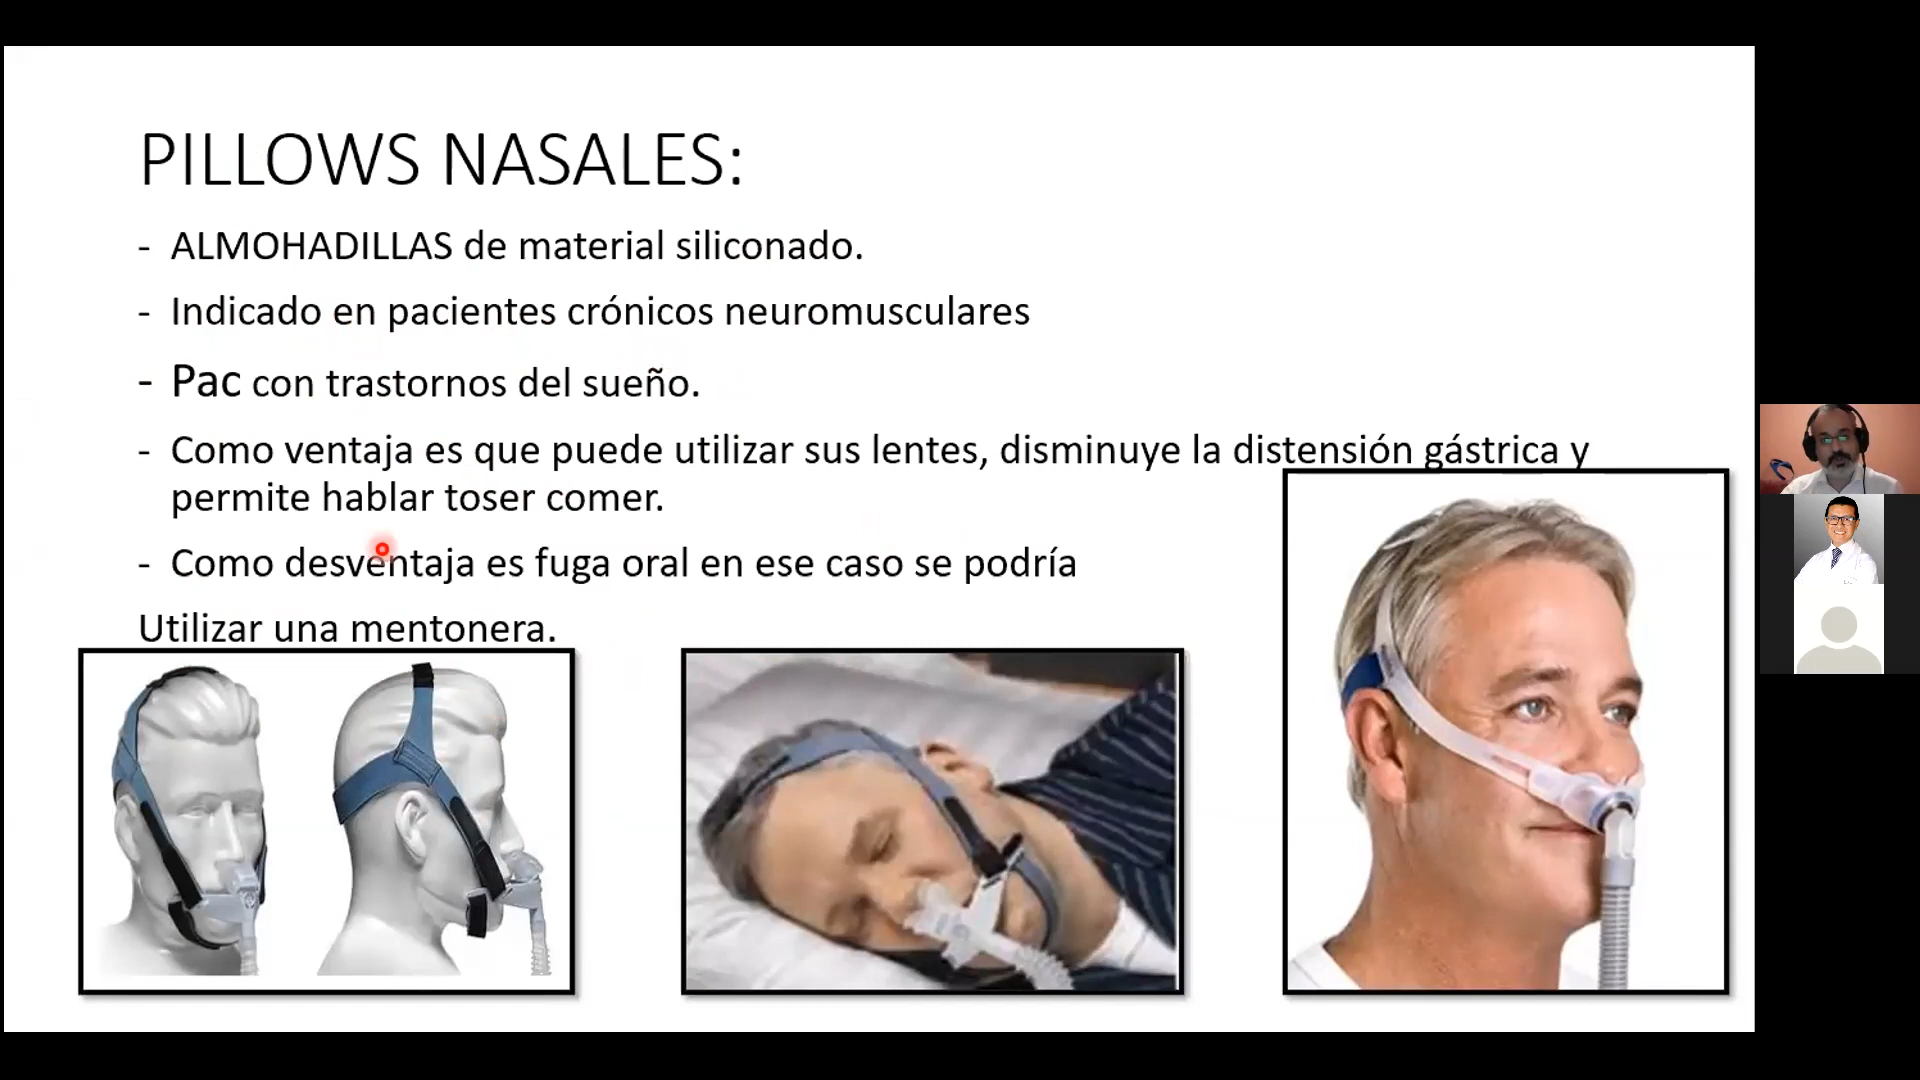 PILLOWS NASALES:
- ALMOHADILLAS de material siliconado.
- Indicado en pacientes crónicos neuromusculares
- Pac con trastornos del sueño.
- Como ventaja es que puede utilizar sus lentes, disminuye la distensión gástrica y
permite hablar toser comer.
- Como desventaja es fuga oral en ese caso se podría
Utilizar una mentonera.